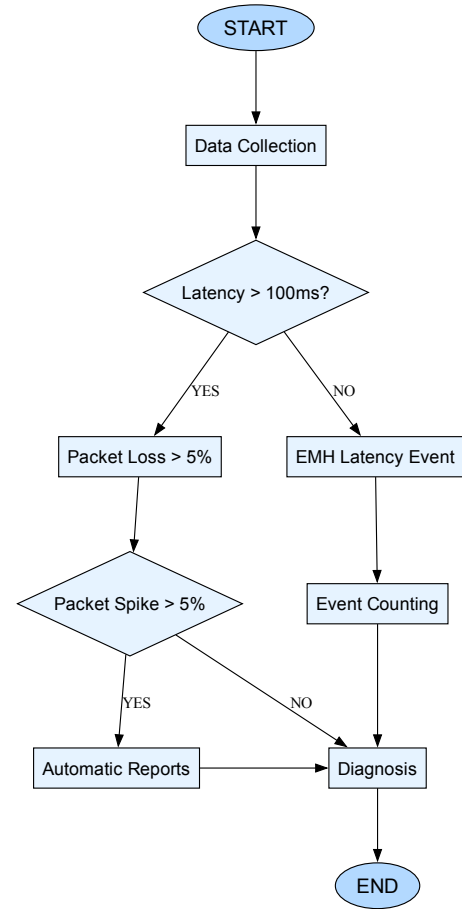 START
Data Collection
Latency > 100ms?
YES
NO
Packet Loss > 5%
EMH Latency Event
Packet Spike > 5%
Event Counting
YES
NO
Automatic Reports
Diagnosis
END